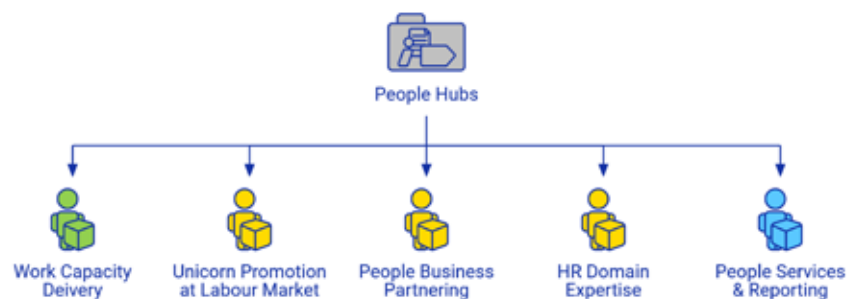 People Hubs
Work Capacity
Deivery
Unicorn Promotion
at Labour Market
People Business
Partnering
HR Domain
Expertise
People Services
& Reporting